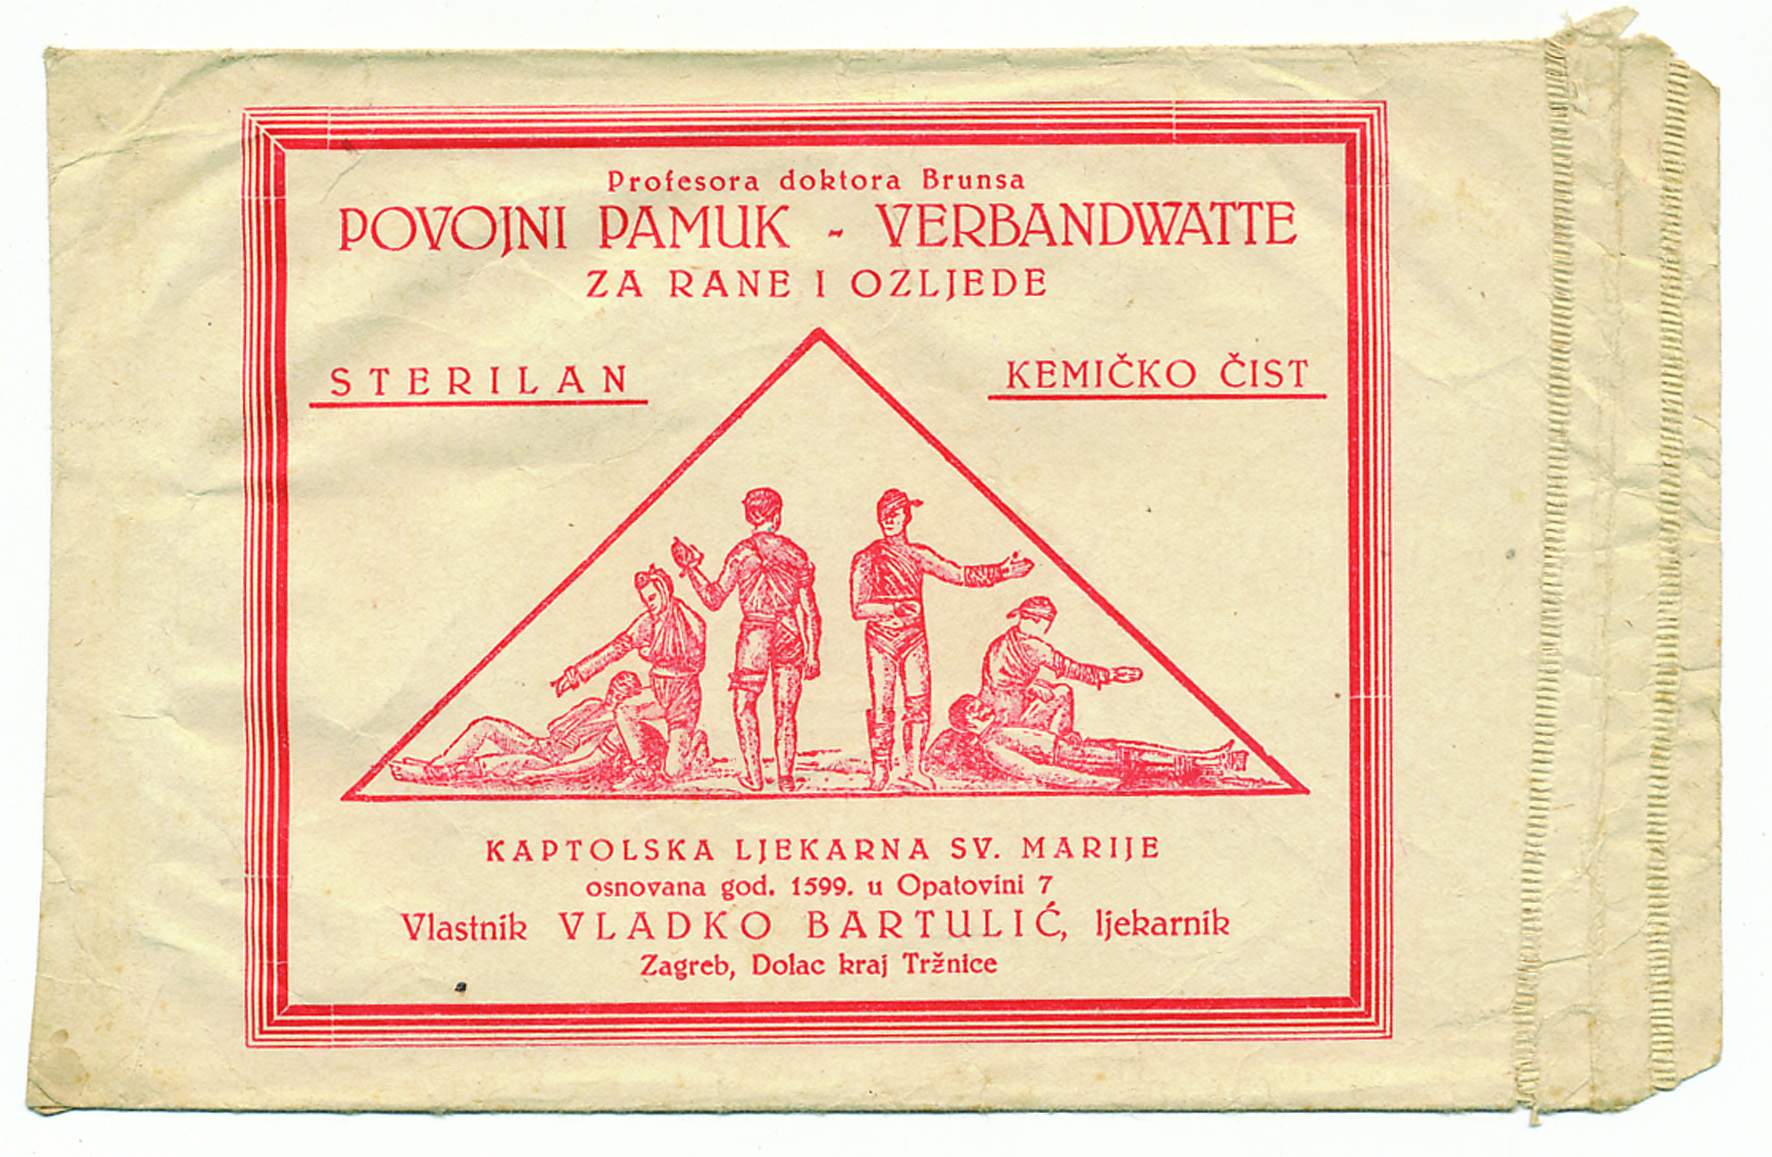 Profesora doktora Brunsa
POVOJNI PAMUK - VERBANDWATTE
ZA RANE I OZLJEDE
STERILAN
KEMIČKO ČIST
KAPTOLSKA LJEKARNA SV. MARIJE
osnovana god. 1599. u Opatovini 7
Vlastnik VLADKO BARTULIĆ, ljekarnik
Zagreb, Dolac kraj Tržnice